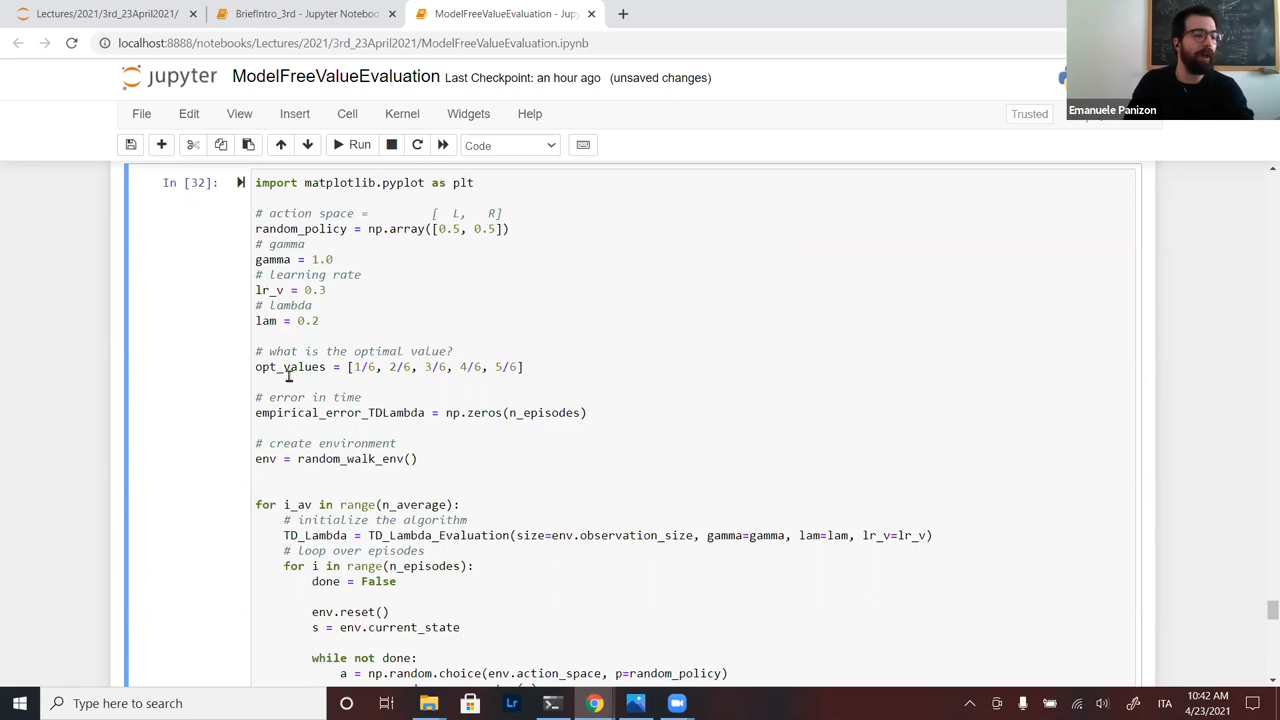 Lectures/2021/3rd_23April2021/
BriefIntro_3rd - Jupyter Notebook
ModelFreeValueEvaluation - Jup
localhost:8888/notebooks/Lectures/2021/3rd_23April2021/ModelFreeValueEvaluation.ipynb
Emanuele Panizon
jupyter ModelFreeValueEvaluation Last Checkpoint: an hour ago (unsaved changes)
File Edit View Insert Cell Kernel Widgets Help Trusted
Run Code
In [32]:
import matplotlib.pyplot as plt
# action space = [ L, R]
random_policy = np.array([0.5, 0.5])
# gamma
gamma = 1.0
# learning rate
lr_v = 0.3
# lambda
lam = 0.2
# what is the optimal value?
opt_values = [1/6, 2/6, 3/6, 4/6, 5/6]
# error in time
empirical_error_TDLambda = np.zeros(n_episodes)
# create environment
env = random_walk_env()
for i_av in range(n_average):
# initialize the algorithm
TD_Lambda = TD_Lambda_Evaluation(size=env.observation_size, gamma=gamma, lam=lam, lr_v=lr_v)
# loop over episodes
for i in range(n_episodes):
done = False
env.reset()
s = env.current_state
while not done:
a = np.random.choice(env.action_space, p=random_policy)
Type here to search
ITA
10:42 AM
4/23/2021